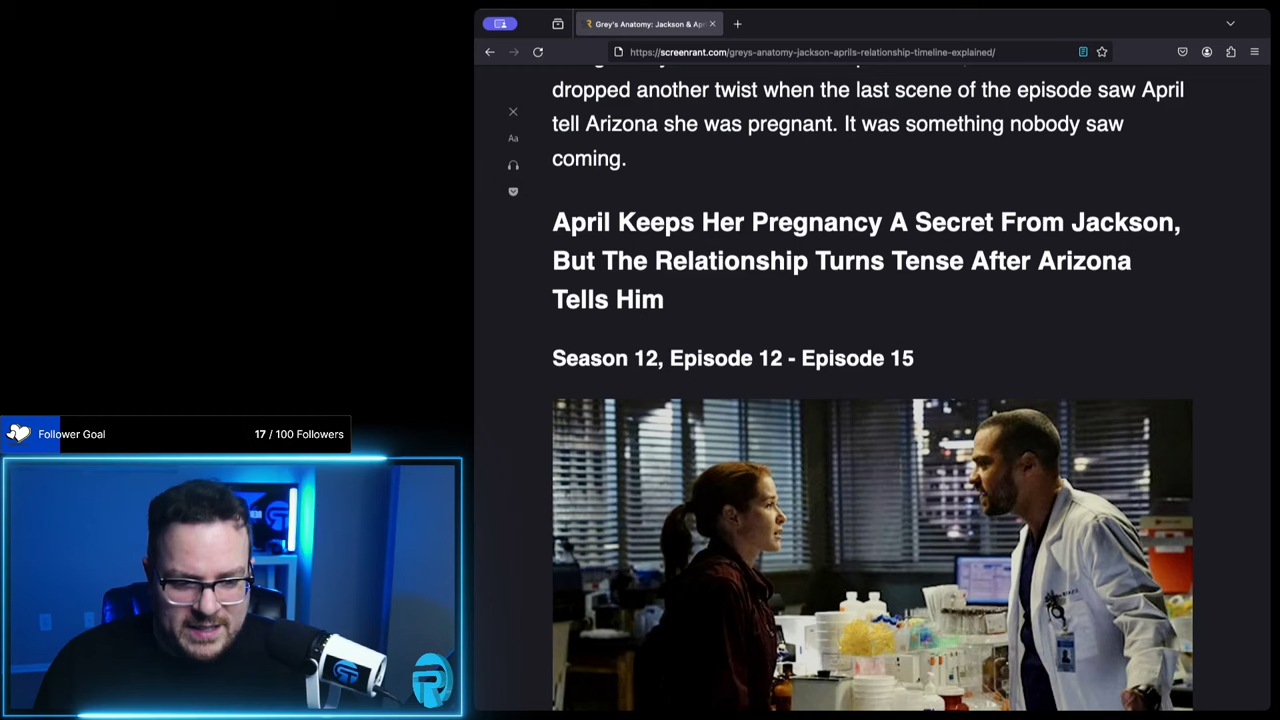 Grey's Anatomy: Jackson & Apr
https://screenrant.com/greys-anatomy-jackson-aprils-relationship-timeline-explained/
dropped another twist when the last scene of the episode saw April
tell Arizona she was pregnant. It was something nobody saw
coming.
Aa
April Keeps Her Pregnancy A Secret From Jackson,
But The Relationship Turns Tense After Arizona
Tells Him
Season 12, Episode 12 - Episode 15
Follower Goal
17 / 100 Followers